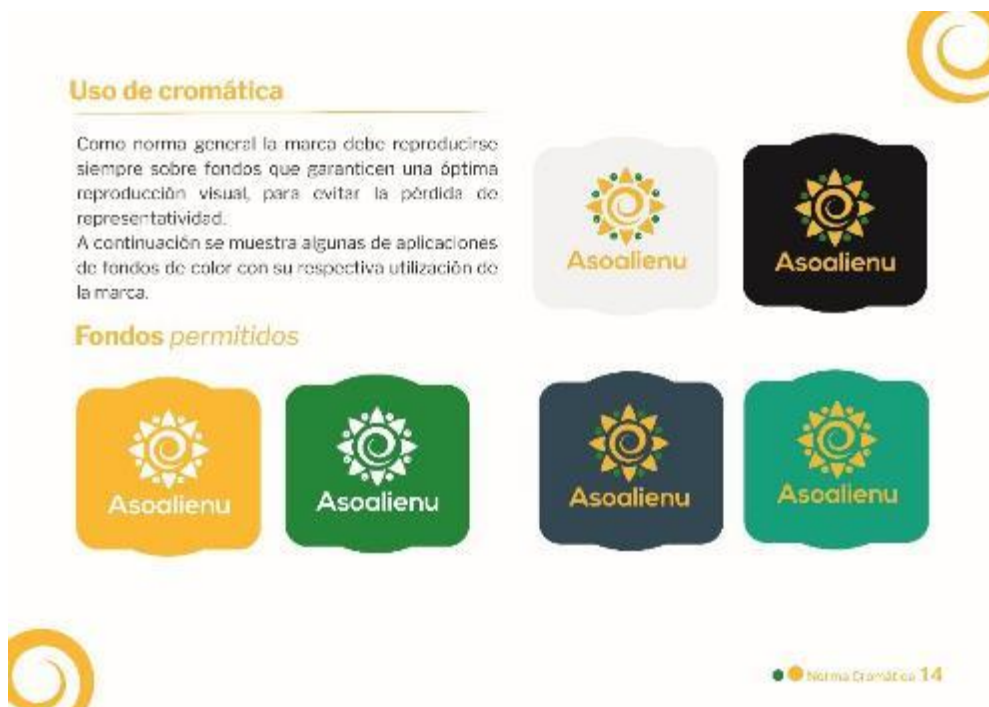 Uso de cromática
Como norma general la marca debe reproducirse
siempre sobre fondos que garanticen una óptima
reproducción visual, para evitar la pérdida de
representatividad.
A continuación se muestra algunas de aplicaciones
de fondos de color con su respectiva utilización de
la marca.
Fondos permitidos
Asoalienu
Asoalienu
Asoalienu
Asoalienu
Asoalienu
Asoalienu
Norma Cromática 14